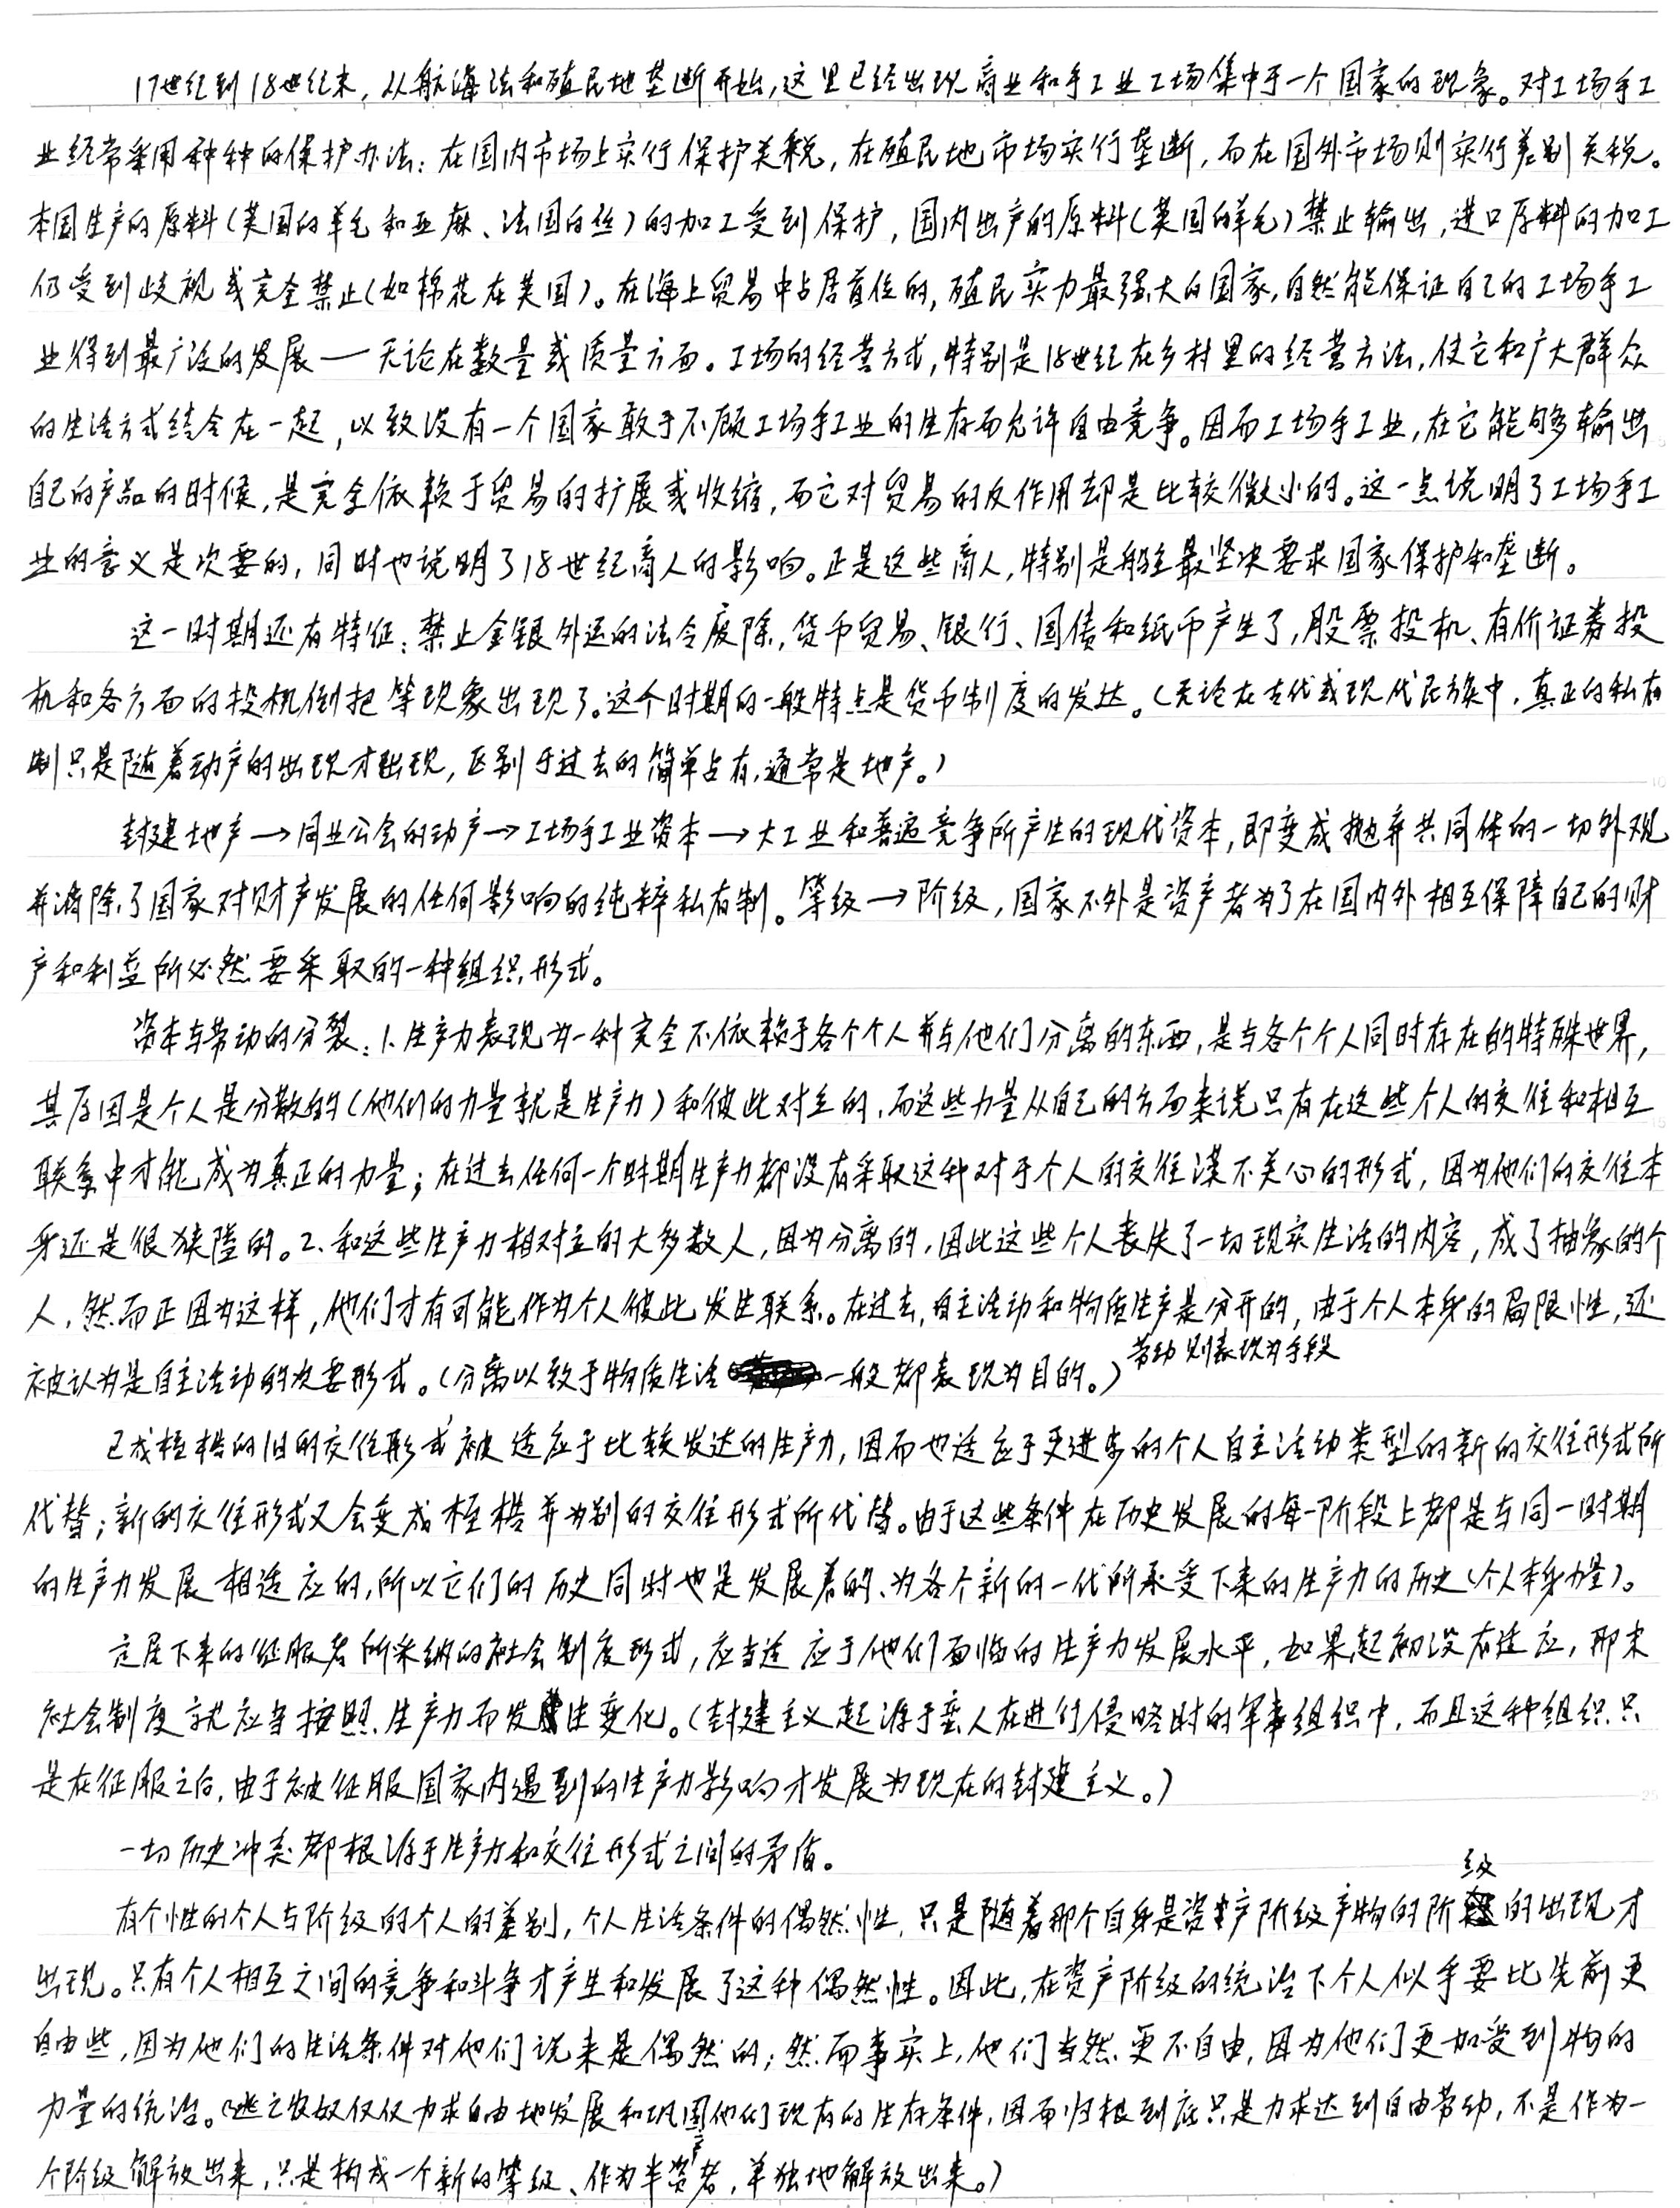 17世纪到18世纪末，从航海法和殖民地垄断开始，这里已经出现商业和手工业工场集中于一个国家的现象。对工场手工
业经常采用种种的保护办法：在国内市场上实行保护关税，在殖民地市场实行垄断，而在国外市场则实行差别关税。
本国生产的原料（英国的羊毛和亚麻、法国的丝）的加工受到保护，国内出产的原料（英国的羊毛）禁止输出，进口原料的加工
仍受到歧视或完全禁止（如棉花在英国）。在海上贸易中占居首位的，殖民实力最强大的国家，自然能保证自己的工场手工
业得到最广泛的发展——无论在数量或质量方面。工场的经营方式，特别是18世纪在乡村里的经营方法，使它和广大群众
的生活方式结合在一起，以致没有一个国家敢于不顾工场手工业的生存而允许自由竞争。因而工场手工业，在它能够输出
自己的产品的时候，是完全依赖于贸易的扩展或收缩，而它对贸易的反作用却是比较微小的。这一点说明了工场手工
业的意义是次要的，同时也说明了18世纪商人的影响。正是这些商人，特别是船主最坚决要求国家保护和垄断。
这一时期还有特征：禁止金银外运的法令废除，货币贸易、银行、国债和纸币产生了，股票投机、有价证券投
机和各方面的投机倒把等现象出现了。这个时期的一般特点是货币制度的发达。（无论在古代或现代民族中，真正的私有
制只是随着动产的出现才出现，区别于过去的简单占有，通常是地产。）
封建地产→同业公会的动产→工场手工业资本→大工业和普遍竞争所产生的现代资本，即变成抛弃共同体的一切外观
并消除了国家对财产发展的任何影响的纯粹私有制。等级→阶级，国家不外是资产者为了在国内外相互保障自己的财
产和利益所必然要采取的一种组织形式。
资本与劳动的分裂：1.生产力表现为一种完全不依赖于各个个人并与他们分离的东西，是与各个个人同时存在的特殊世界，
其原因是个人是分散的（他们的力量就是生产力）和彼此对立的，而这些力量从自己的方面来说只有在这些个人的交往和相互
联系中才能成为真正的力量；在过去任何一个时期生产力都没有采取这种对于个人的交往漠不关心的形式，因为他们的交往本
身还是很狭隘的。2.和这些生产力相对立的大多数人，因为分离的，因此这些个人丧失了一切现实生活的内容，成了抽象的个
人，然而正因为这样，他们才有可能作为个人彼此发生联系。在过去，自主活动和物质生产是分开的，由于个人本身的局限性，还
被认为是自主活动的次要形式。（分离以致于物质生活一般都表现为目的。）劳动则表现为手段
已成桎梏的旧的交往形式被适应于比较发达的生产力，因而也适应于更进步的个人自主活动类型的新的交往形式所
代替；新的交往形式又会变成桎梏并为别的交往形式所代替。由于这些条件在历史发展的每一阶段上都是与同一时期
的生产力发展相适应的，所以它们的历史同时也是发展着的、为各个新的一代所承受下来的生产力的历史（个人本身力量）。
定居下来的征服者所采纳的社会制度形式，应当适应于他们面临的生产力发展水平，如果起初没有适应，那末
社会制度就应当按照生产力而发生变化。（封建主义起源于蛮人在进行侵略时的军事组织中，而且这种组织只
是在征服之后，由于被征服国家内遇到的生产力影响才发展为现在的封建主义。）
一切历史冲突都根源于生产力和交往形式之间的矛盾。
有个性的个人与阶级的个人的差别，个人生活条件的偶然性，只是随着那个自身是资产阶级产物的阶级的出现才
出现。只有个人相互之间的竞争和斗争才产生和发展了这种偶然性。因此，在资产阶级的统治下个人似乎要比先前更
自由些，因为他们的生活条件对他们说来是偶然的；然而事实上，他们当然更不自由，因为他们更加受到物的
力量的统治。（逃亡农奴仅仅力求自由地发展和巩固他们现有的生存条件，因而归根到底只是力求达到自由劳动，不是作为一
个阶级解放出来，只是构成一个新的等级、作为半资产者，单独地解放出来。）